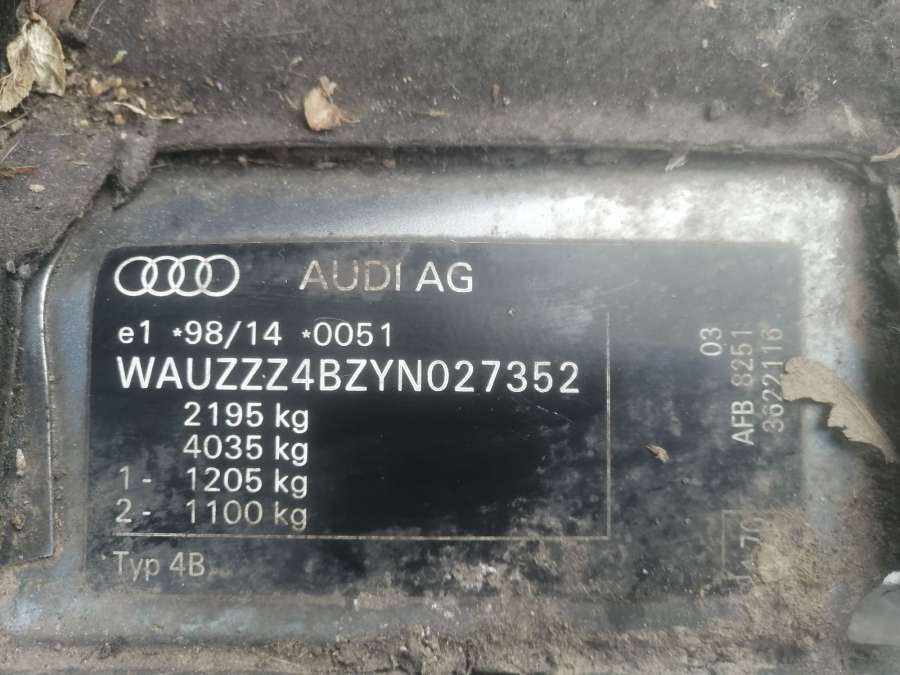 AUDI AG
e1 *98/14 *0051
WAUZZZ4BZYN027352
2195 kg
4035 kg
1- 1205 kg
2- 1100 kg
Typ 4B
03
AFB 8251
36221116